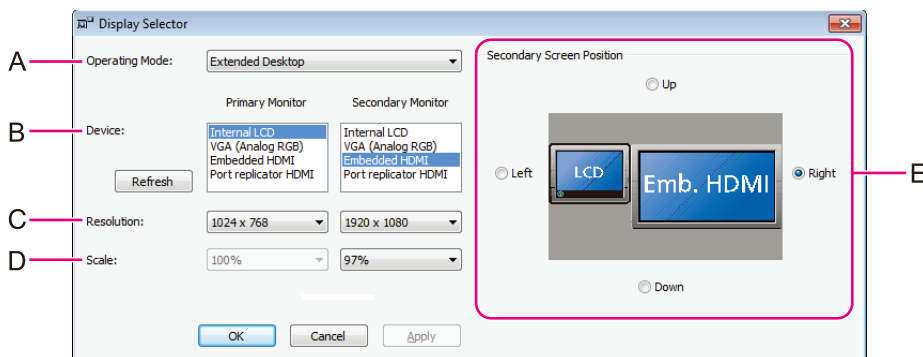 Display Selector
A
Operating Mode:
Extended Desktop
Primary Monitor
Secondary Monitor
B
Device:
Internal LCD
VGA (Analog RGB)
Embedded HDMI
Port replicator HDMI
Internal LCD
VGA (Analog RGB)
Embedded HDMI
Port replicator HDMI
Refresh
C
Resolution:
1024 x 768
1920 x 1080
D
Scale:
100%
97%
OK
Cancel
Apply
Secondary Screen Position
Up
Left
LCD
Emb. HDMI
Right
E
Down